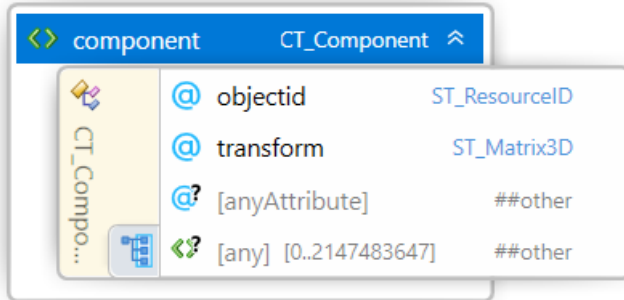 component CT_Component
objectid ST_ResourceID
transform ST_Matrix3D
[anyAttribute] ##other
[any] [0..2147483647] ##other
CT_Compo...